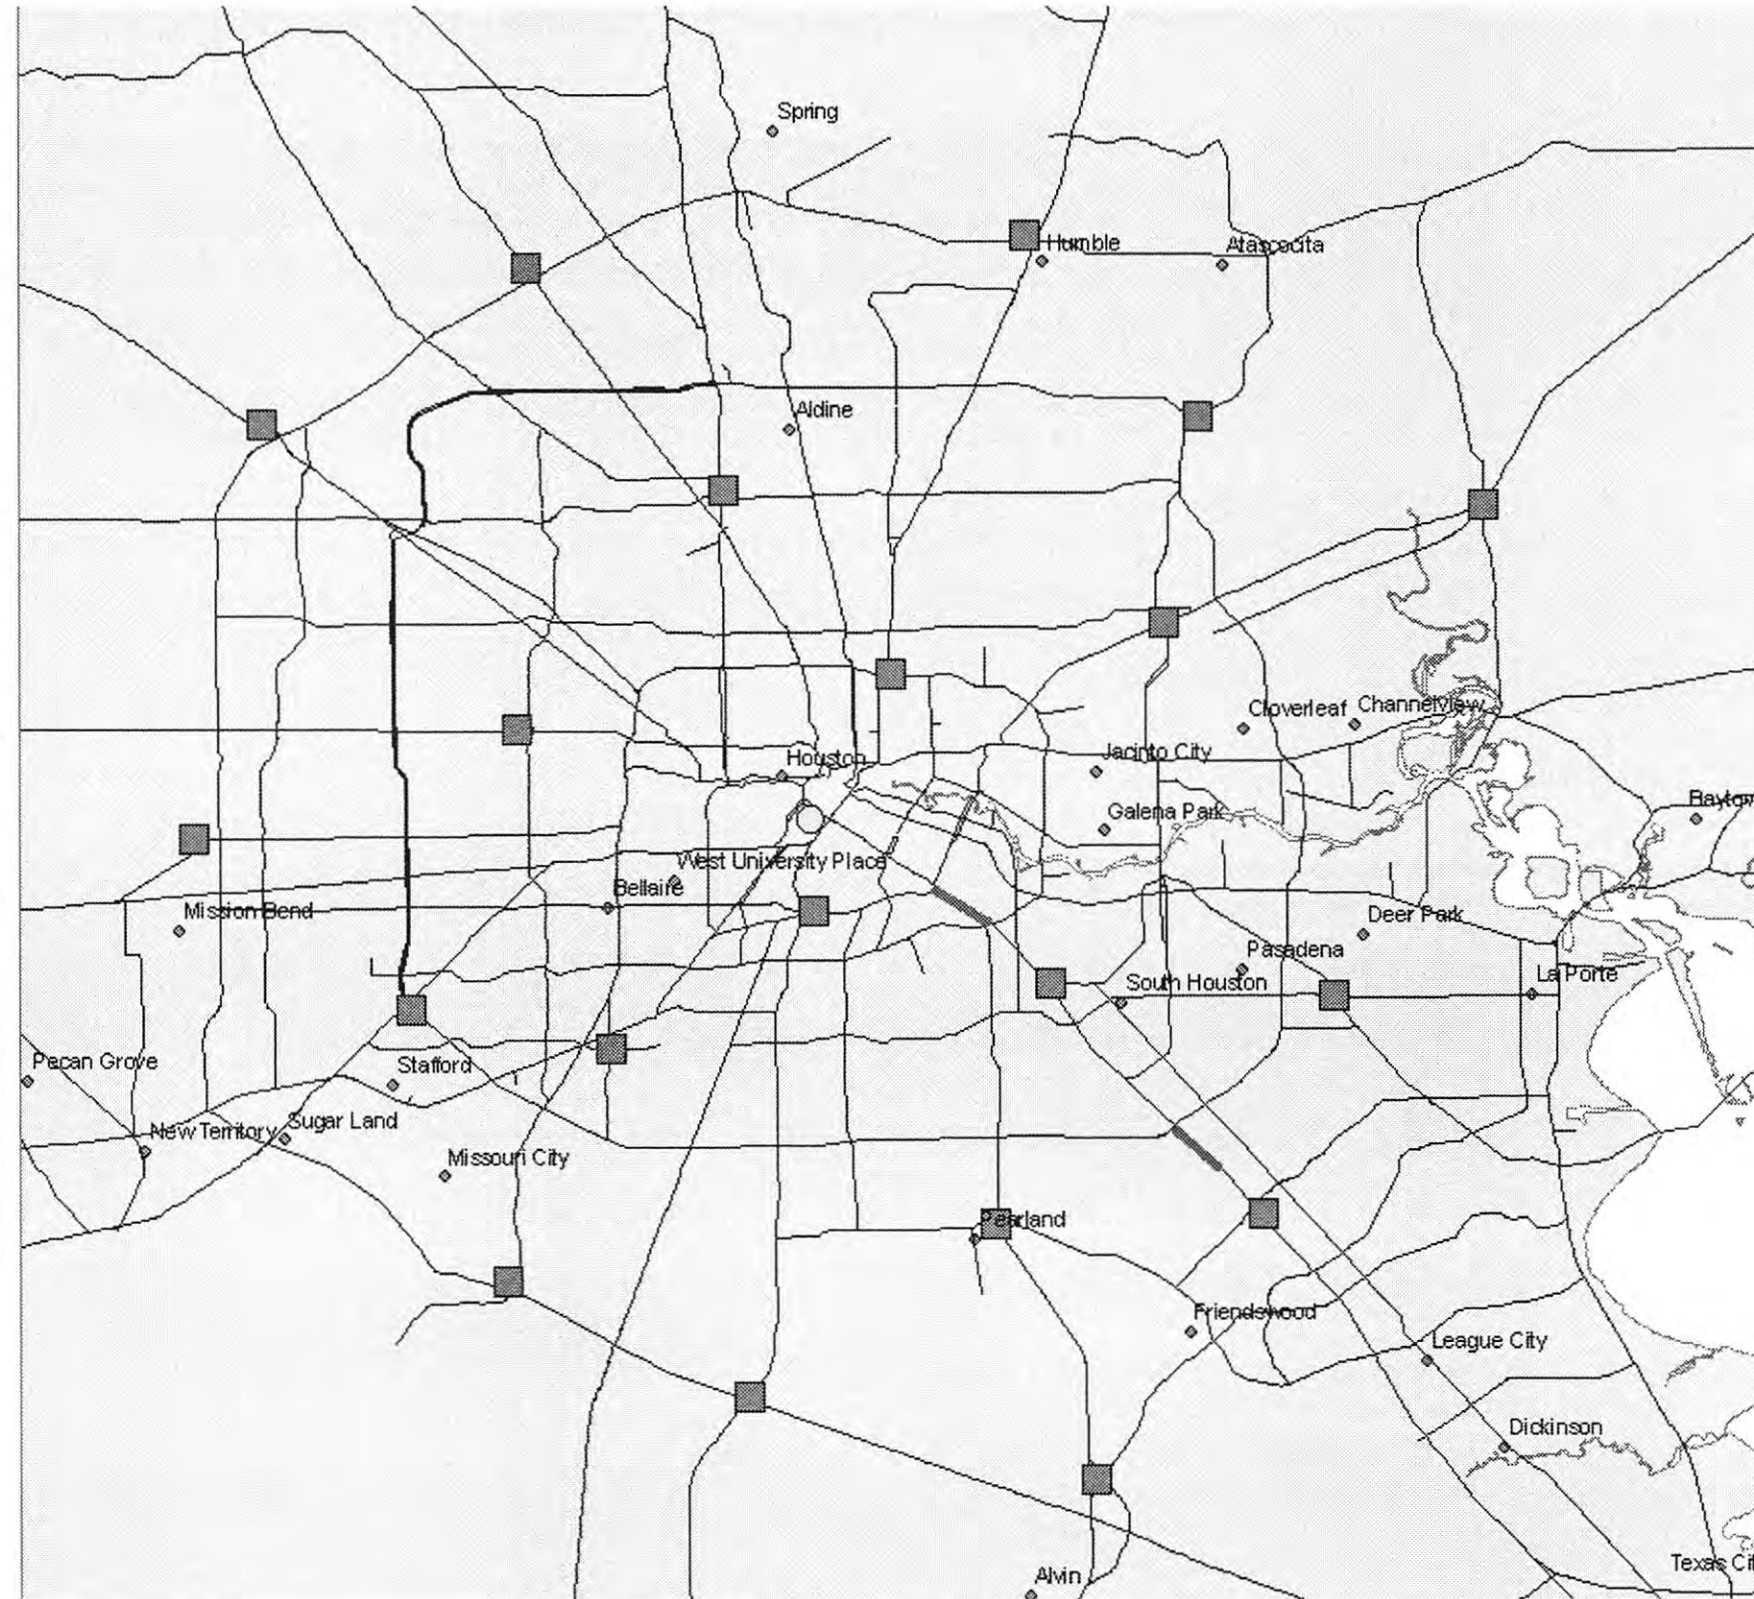 Spring
Humble
Atascocita
Aldine
Cloverleaf
Channelview
Houston
Jacinto City
Galena Park
West University Place
Bellaire
Mission Bend
Deer Park
Pasadena
South Houston
La Porte
Pecan Grove
Stafford
New Territory
Sugar Land
Missouri City
Pearland
Friendswood
League City
Dickinson
Alvin